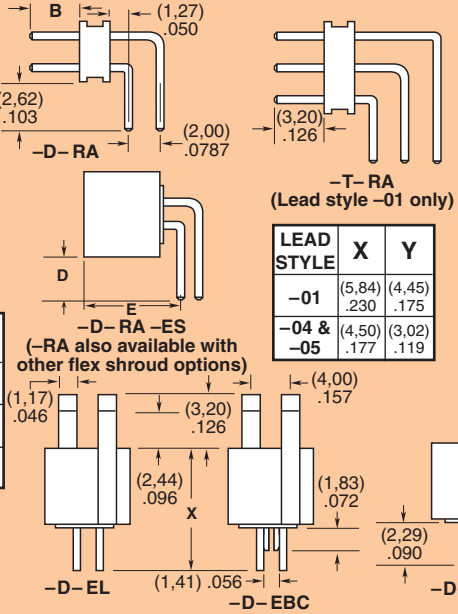 B
(1,27)
.050
(2,62)
.103
–D–RA
(2,00)
.0787
(3,20)
.126
–T–RA
(Lead style –01 only)
D
E
–D–RA –ES
(–RA also available with
other flex shroud options)
LEAD STYLE X Y
–01 (5,84) .230 (4,45) .175
–04 & –05 (4,50) .177 (3,02) .119
(1,17)
.046
(3,20)
.126
(4,00)
.157
(2,44)
.096
X
(1,83)
.072
(2,29)
.090
–D–EL
(1,41) .056
–D–EBC
–D